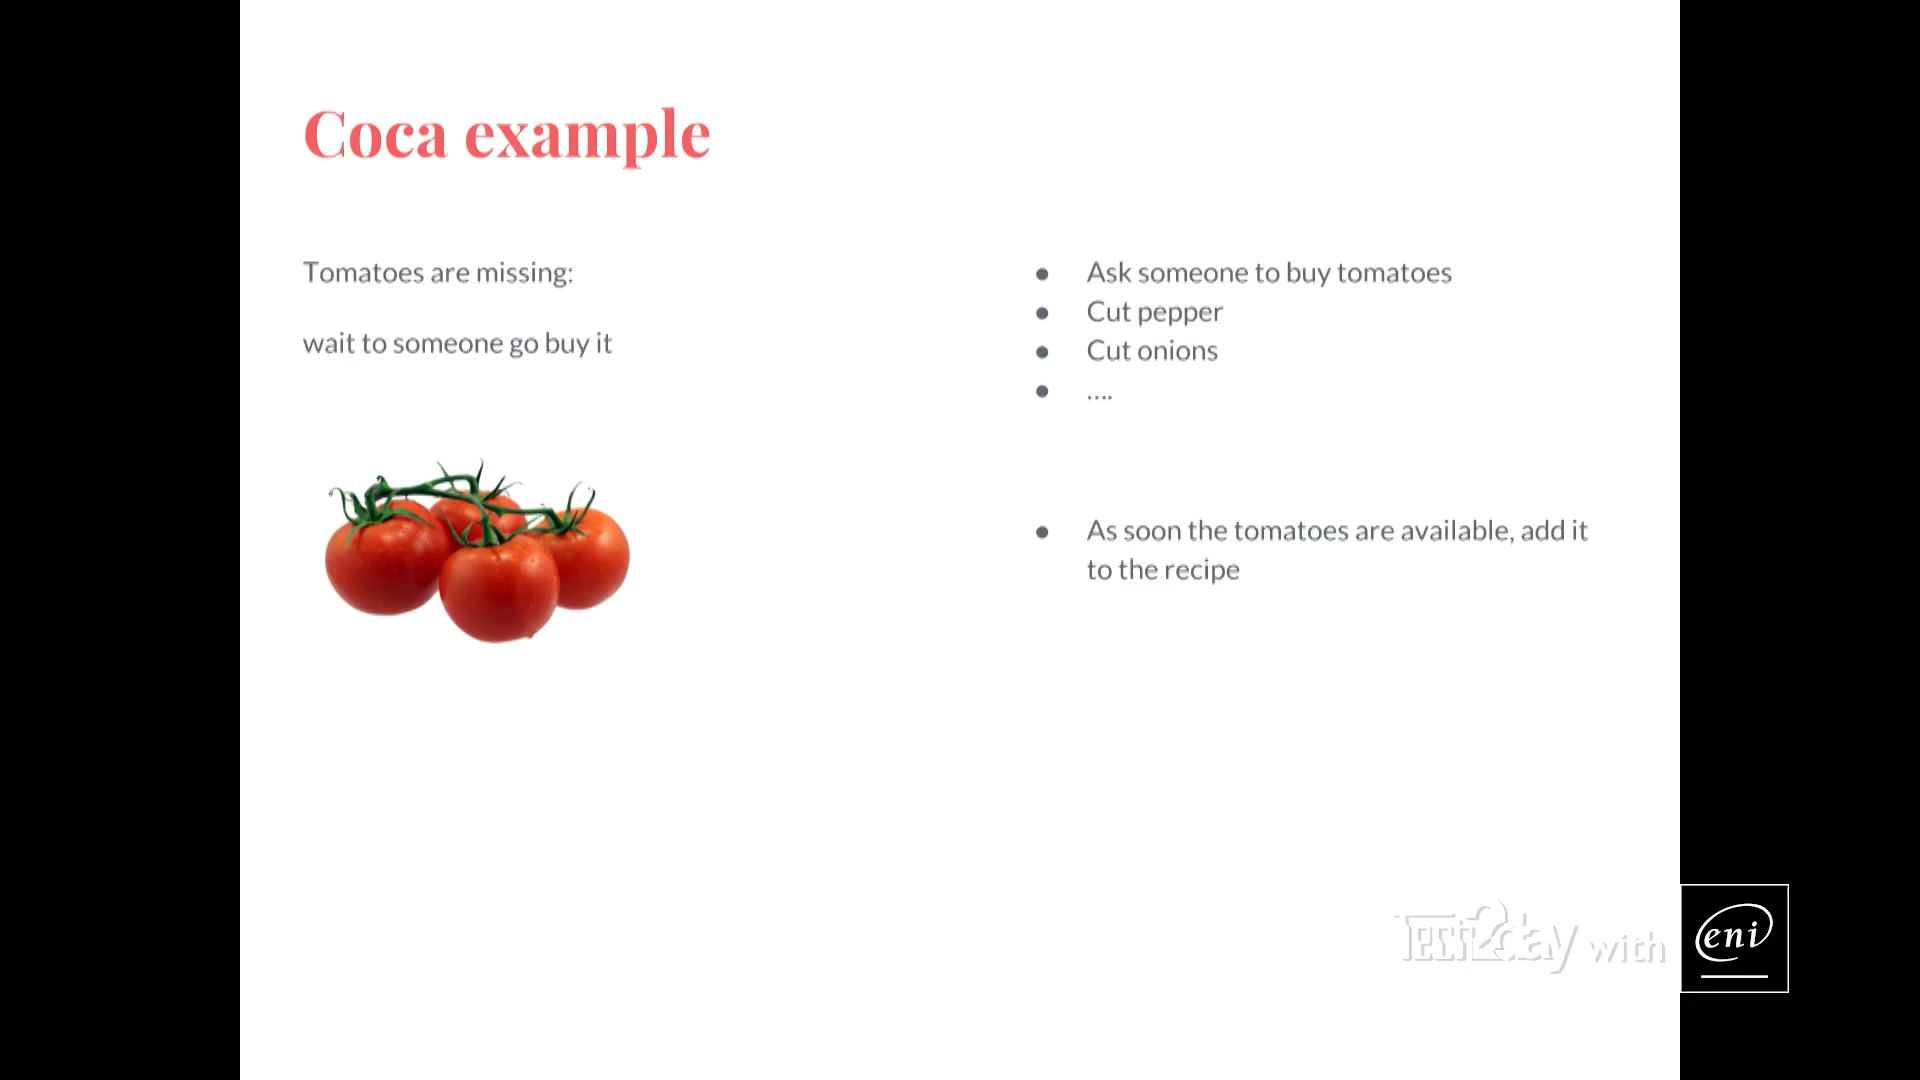 Coca example
Tomatoes are missing:
wait to someone go buy it
● Ask someone to buy tomatoes
● Cut pepper
● Cut onions
● ....
● As soon the tomatoes are available, add it
to the recipe
Tech2day with
eni